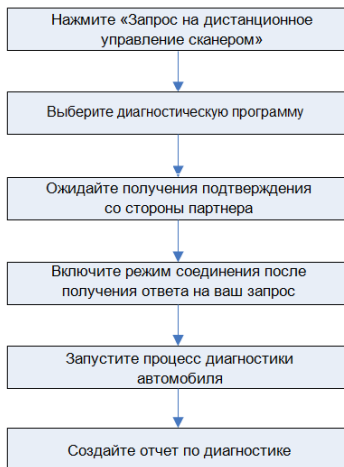 Нажмите «Запрос на дистанционное
управление сканером»
Выберите диагностическую программу
Ожидайте получения подтверждения
со стороны партнера
Включите режим соединения после
получения ответа на ваш запрос
Запустите процесс диагностики
автомобиля
Создайте отчет по диагностике